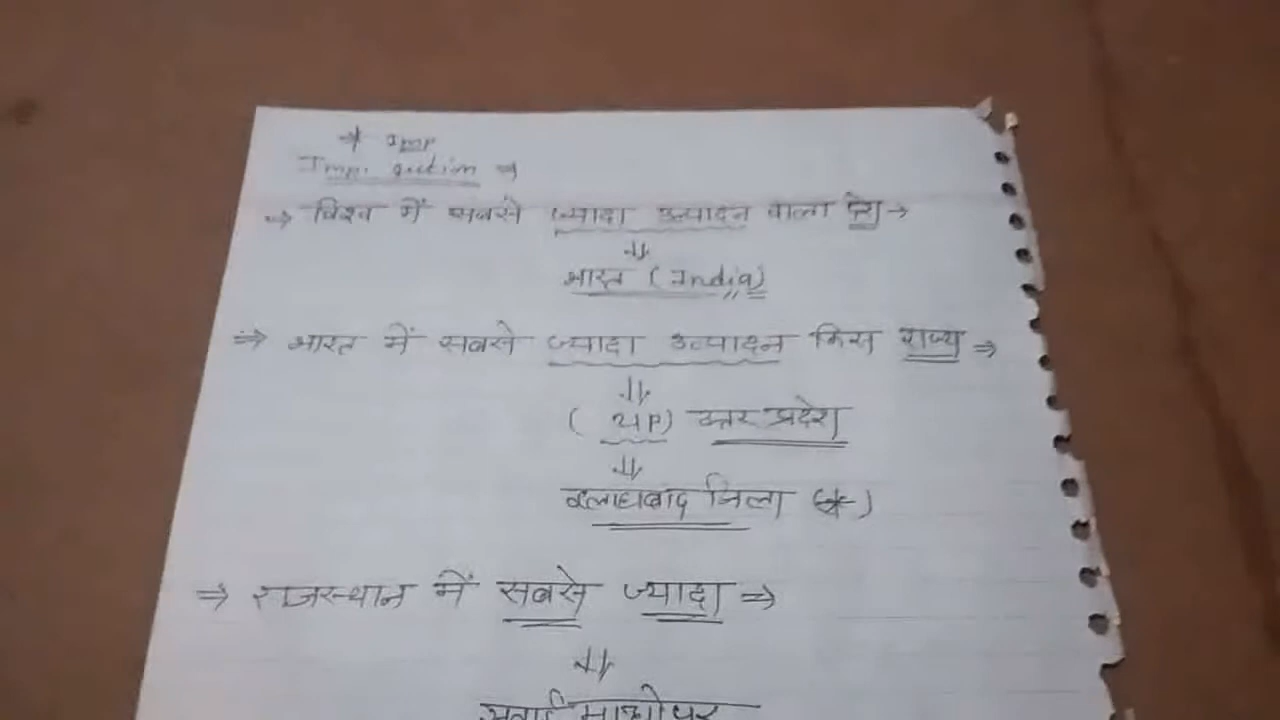 → Imp
Imp. quction ⇒
⇒ विश्व में सबसे ज्यादा उत्पादन वाला देश →
⇓
भारत (India)
⇒ भारत में सबसे ज्यादा उत्पादन किस राज्य ⇒
⇓
(UP) उत्तर प्रदेश
⇓
इलाहाबाद जिला (*)
⇒ राजस्थान में सबसे ज्यादा ⇒
⇓
सवाई माधोपुर